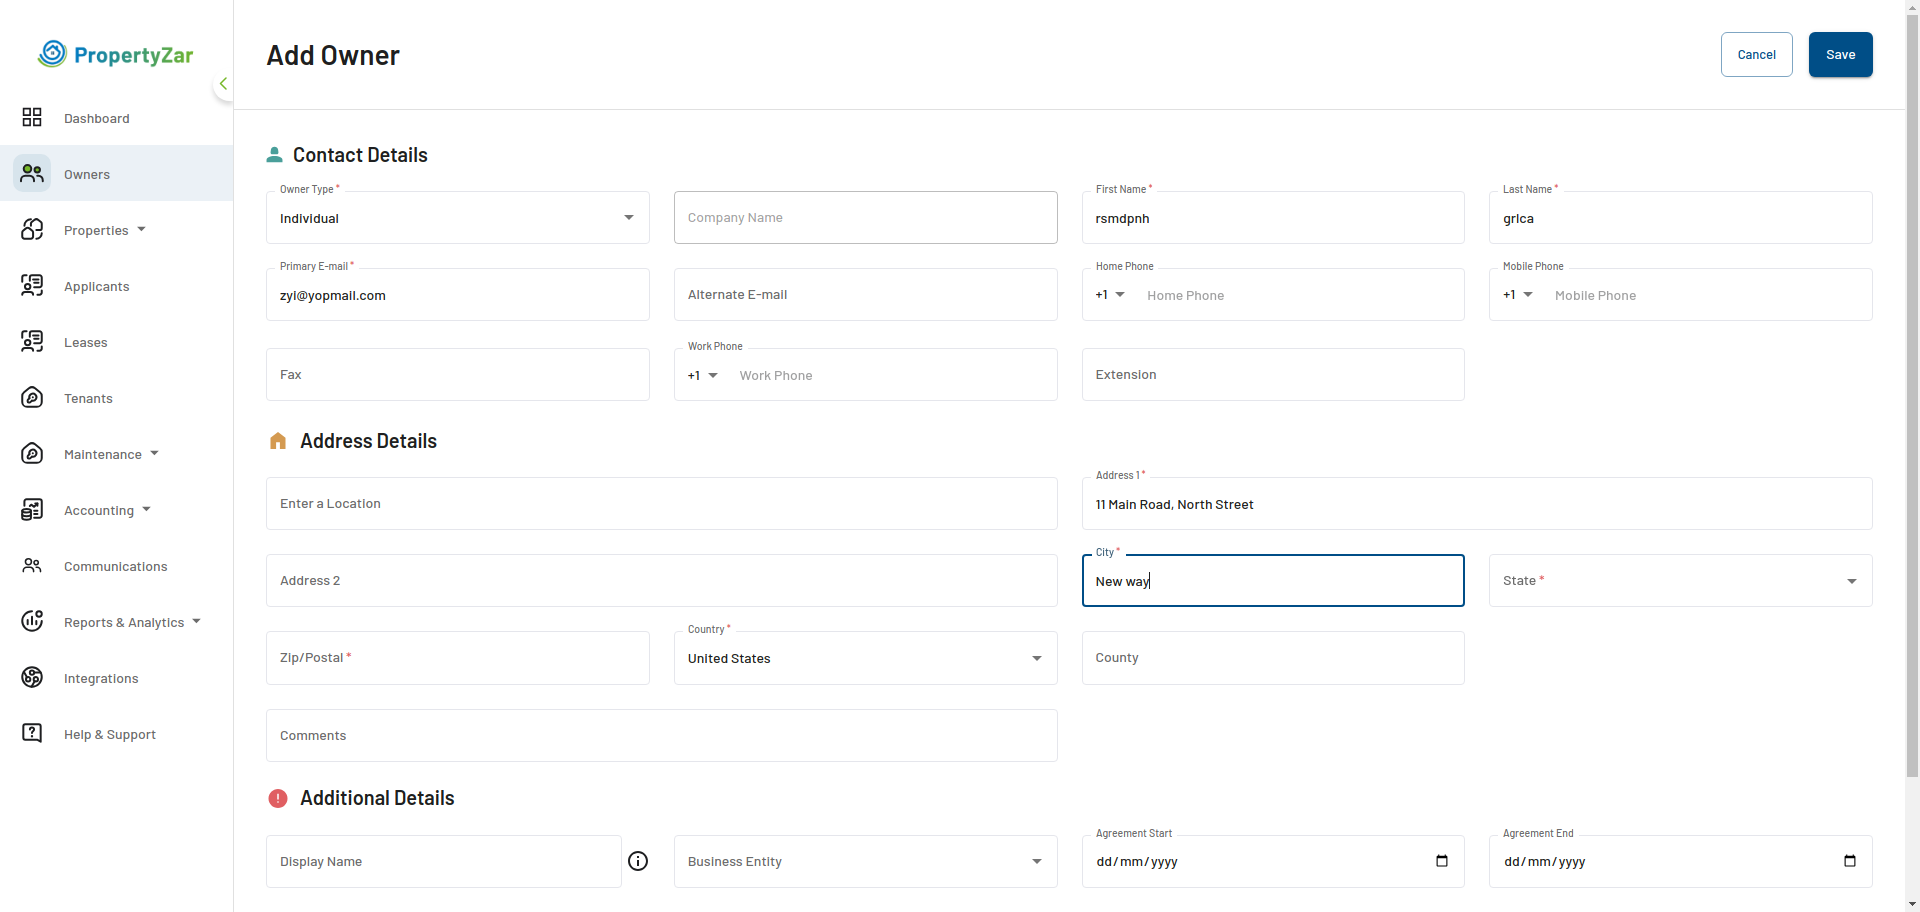 PropertyZar
Dashboard
Owners
Properties
Applicants
Leases
Tenants
Maintenance
Accounting
Communications
Reports & Analytics
Integrations
Help & Support
Add Owner
Cancel
Save
Contact Details
Owner Type *
Individual
Company Name
First Name *
rsmdpnh
Last Name *
grlca
Primary E-mail *
zyl@yopmail.com
Alternate E-mail
Home Phone
+1 Home Phone
Mobile Phone
+1 Mobile Phone
Fax
Work Phone
+1 Work Phone
Extension
Address Details
Enter a Location
Address 1 *
11 Main Road, North Street
Address 2
City *
New way
State *
Zip/Postal *
Country *
United States
County
Comments
Additional Details
Display Name
Business Entity
Agreement Start
dd/mm/yyyy
Agreement End
dd/mm/yyyy